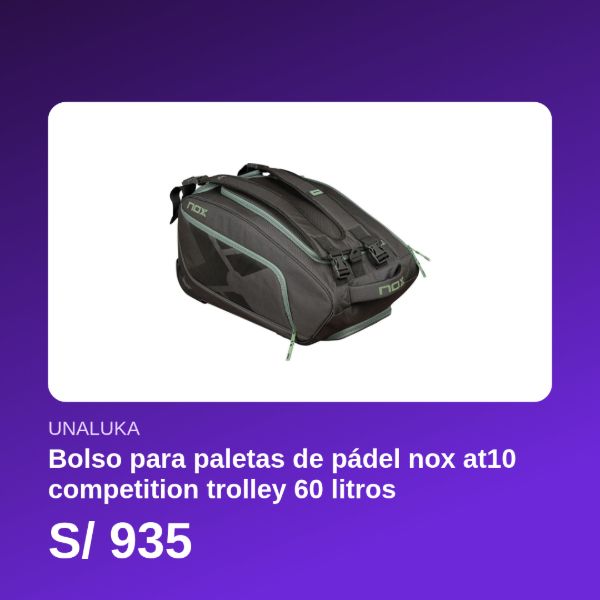 nox
nox
UNALUKA
Bolso para paletas de pádel nox at10
competition trolley 60 litros
S/ 935